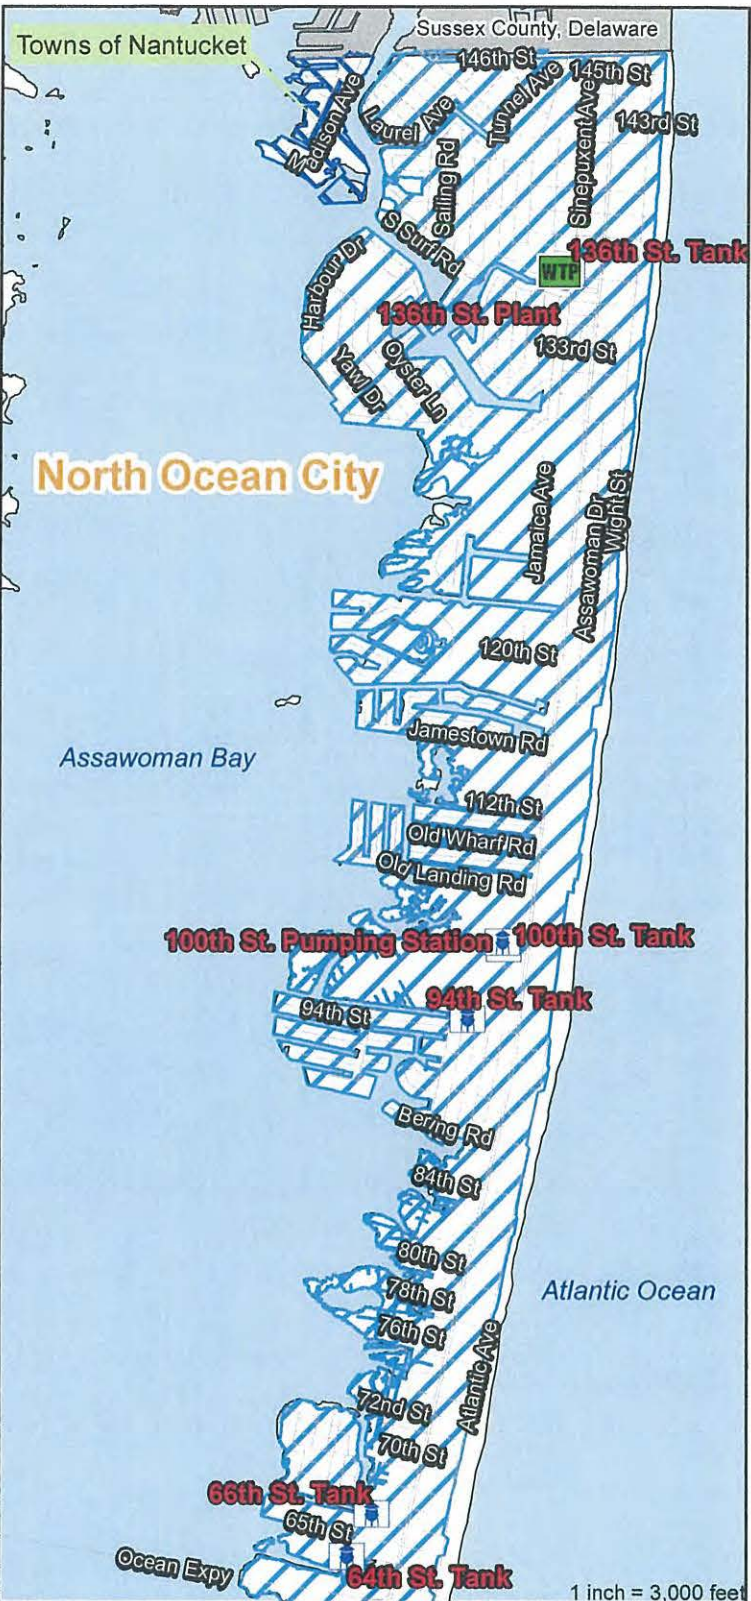 Sussex County, Delaware
Towns of Nantucket
146th St
145th St
Madison Ave
Laurel Ave
Tunnel Ave
Sinepuxent Ave
143rd St
Sailing Rd
S Surf Rd
Harbour Dr
136th St. Tank
WTP
136th St. Plant
133rd St
Oyster Ln
Yawl Dr
North Ocean City
Jamaica Ave
Assawoman Dr
Wight St
120th St
Jamestown Rd
Assawoman Bay
112th St
Old Wharf Rd
Old Landing Rd
100th St. Pumping Station
100th St. Tank
94th St. Tank
94th St
Bering Rd
84th St
80th St
78th St
Atlantic Ocean
76th St
Atlantic Ave
72nd St
70th St
66th St. Tank
65th St
Ocean Expy
64th St. Tank
1 inch = 3,000 feet